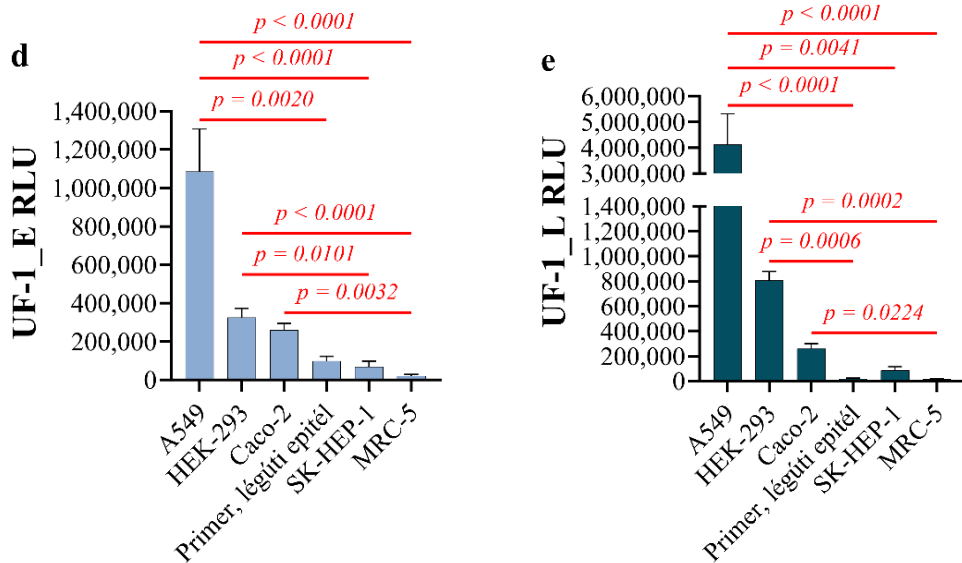 d
p < 0.0001
p < 0.0001
p = 0.0020
p < 0.0001
p = 0.0101
p = 0.0032
UF-1_E RLU
1,400,000
1,200,000
1,000,000
800,000
600,000
400,000
200,000
0
A549
HEK-293
Caco-2
Primer, légúti epitél
SK-HEP-1
MRC-5
e
p < 0.0001
p = 0.0041
p < 0.0001
p = 0.0002
p = 0.0006
p = 0.0224
UF-1_L RLU
6,000,000
5,000,000
4,000,000
3,000,000
1,400,000
1,200,000
1,000,000
800,000
600,000
400,000
200,000
0
A549
HEK-293
Caco-2
Primer, légúti epitél
SK-HEP-1
MRC-5